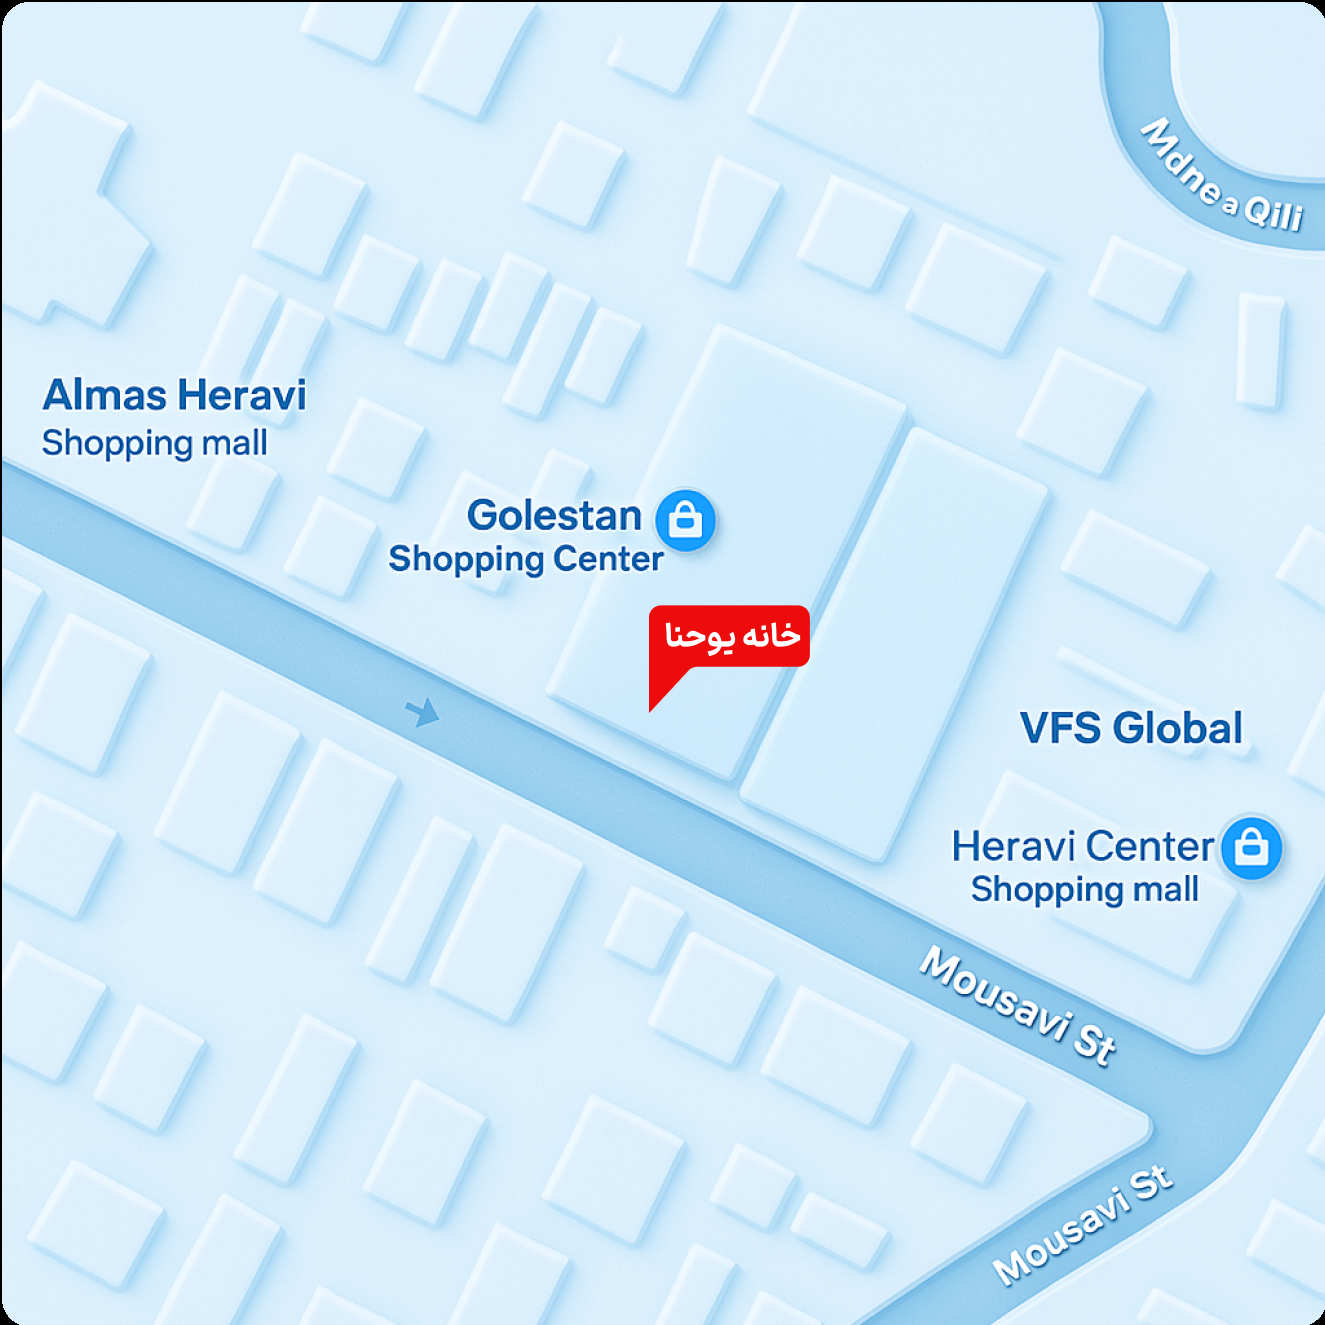 Mdne a Qili
Almas Heravi
Shopping mall
Golestan
Shopping Center
خانه یوحنا
VFS Global
Heravi Center
Shopping mall
Mousavi St
Mousavi St